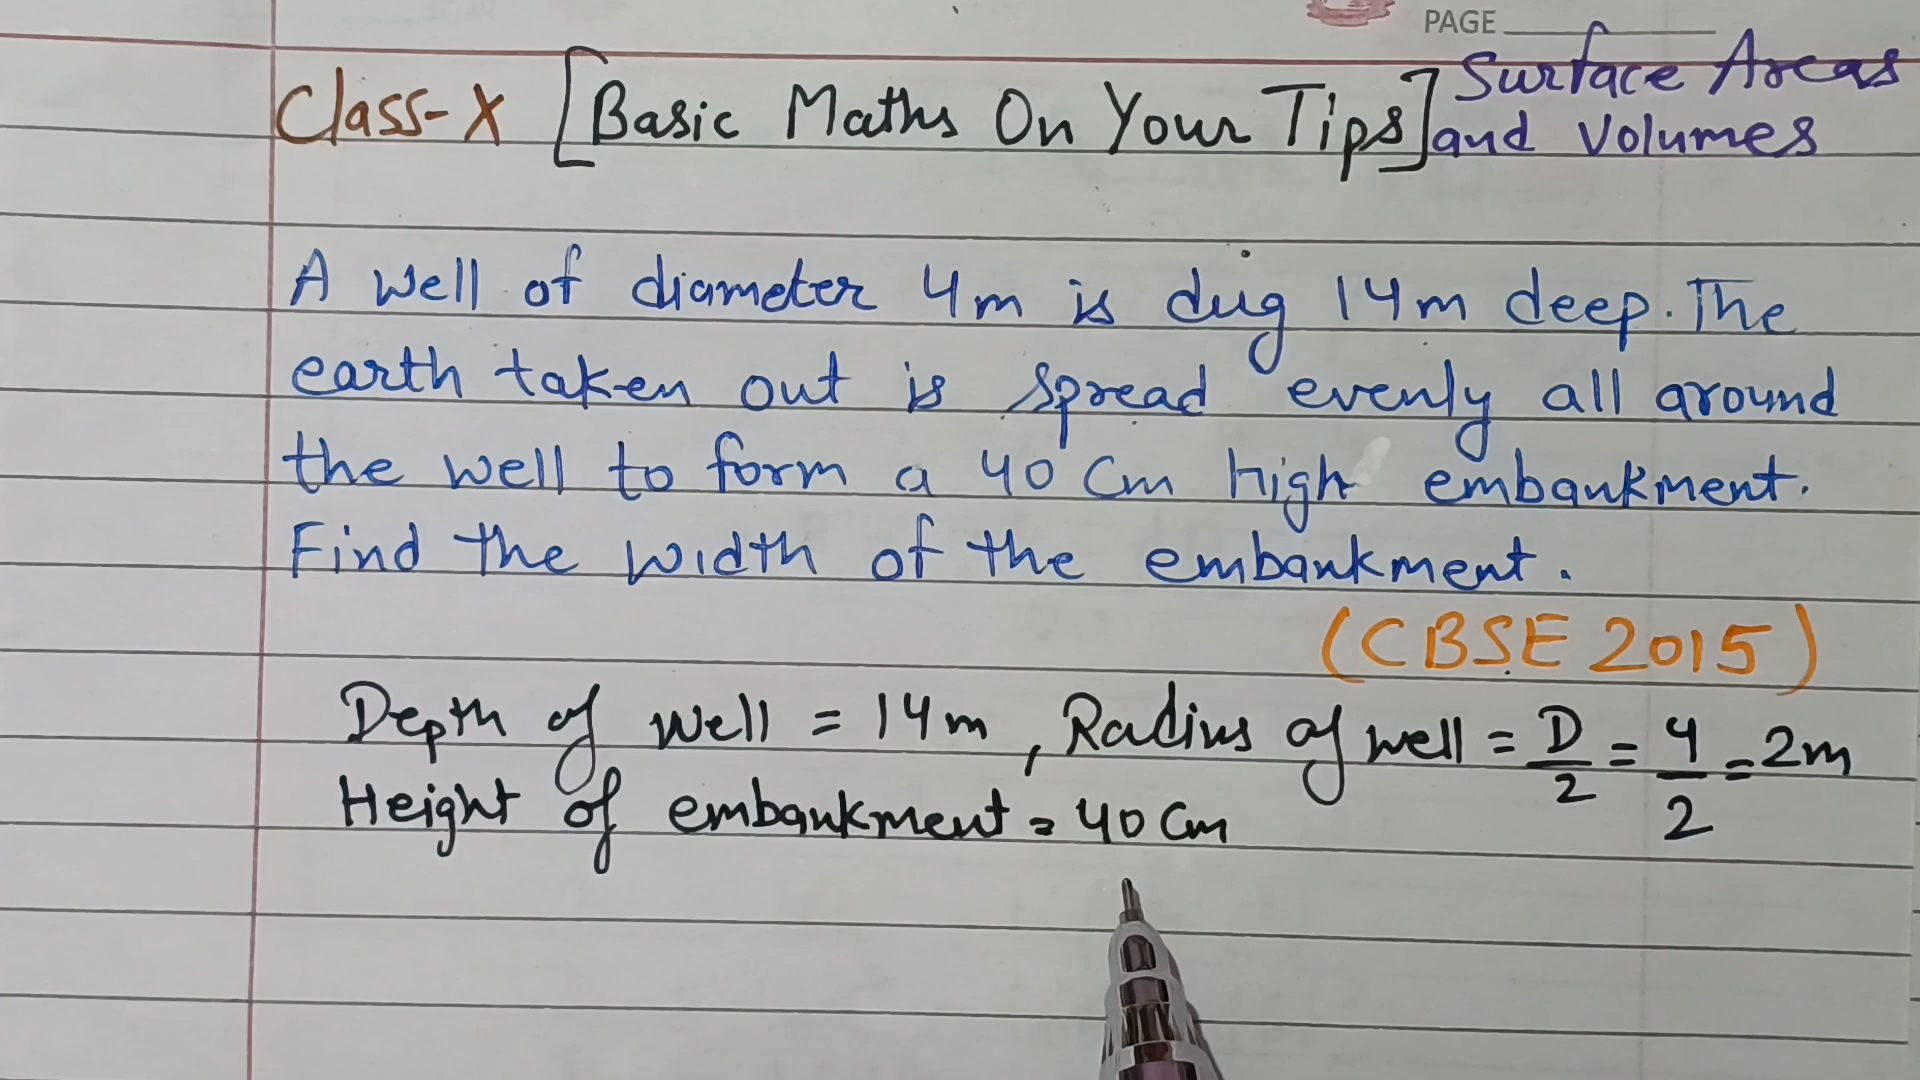 PAGE
Class-X [Basic Maths On Your Tips] Surface Areas
and Volumes
A well of diameter 4m is dug 14m deep. The
earth taken out is spread evenly all around
the well to form a 40 cm high embankment.
Find the width of the embankment.
(CBSE 2015)
Depth of well = 14m, Radius of well = D/2 = 4/2 = 2m
Height of embankment = 40 cm